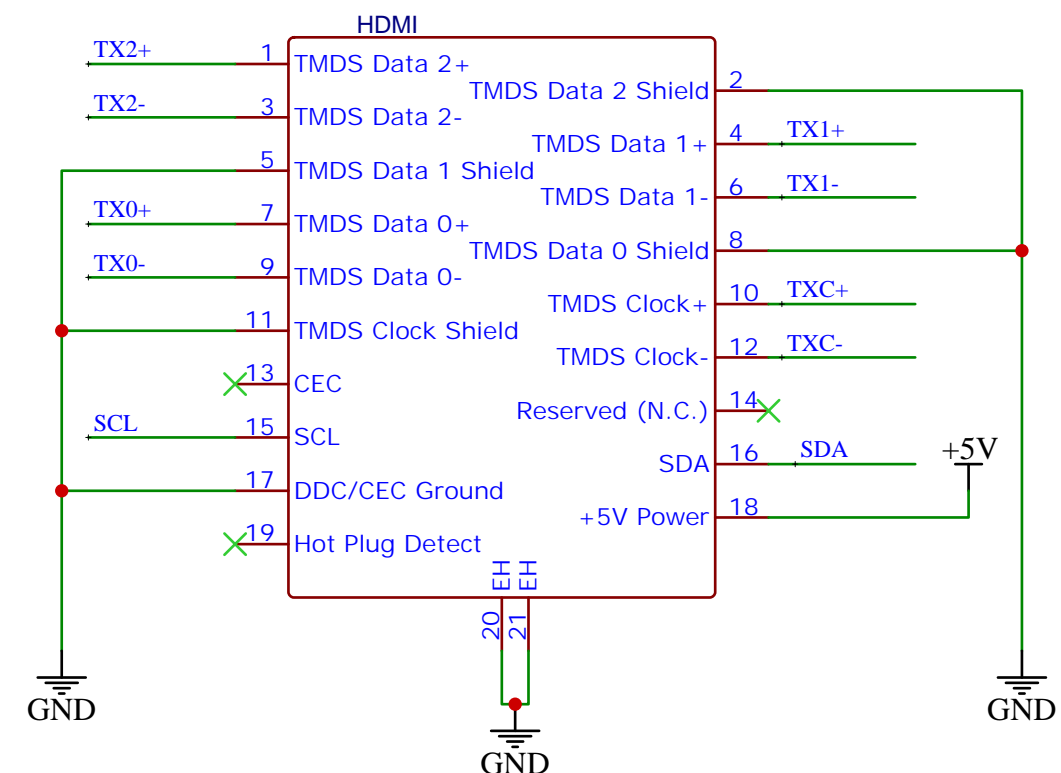 HDMI
TX2+ 1 TMDS Data 2+
TMDS Data 2 Shield 2
TX2- 3 TMDS Data 2-
TMDS Data 1+ 4 TX1+
5 TMDS Data 1 Shield
TMDS Data 1- 6 TX1-
TX0+ 7 TMDS Data 0+
TMDS Data 0 Shield 8
TX0- 9 TMDS Data 0-
TMDS Clock+ 10 TXC+
11 TMDS Clock Shield
TMDS Clock- 12 TXC-
13 CEC
Reserved (N.C.) 14
SCL 15 SCL
SDA 16 SDA
+5V
17 DDC/CEC Ground
+5V Power 18
19 Hot Plug Detect
EH EH
20 21
GND
GND
GND